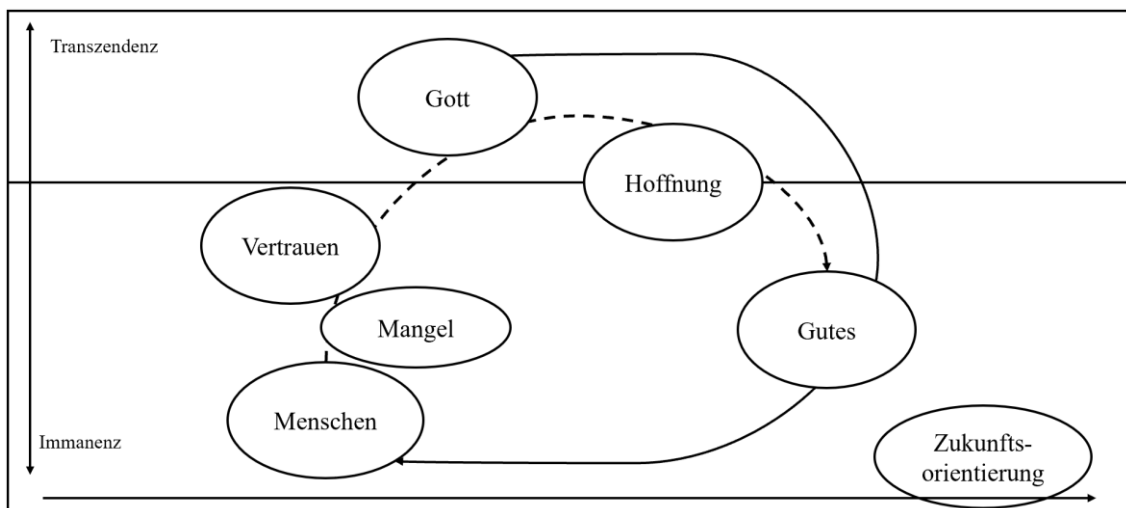 Transzendenz
Gott
Hoffnung
Vertrauen
Mangel
Gutes
Menschen
Immanenz
Zukunfts-
orientierung